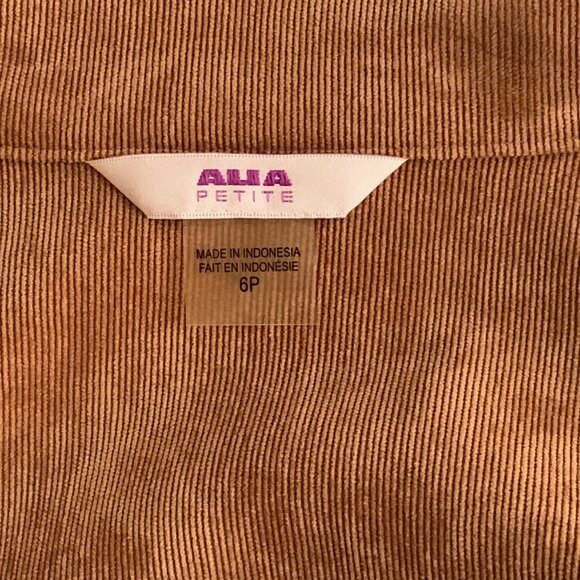 ALIA
PETITE
MADE IN INDONESIA
FAIT EN INDONÉSIE
6P